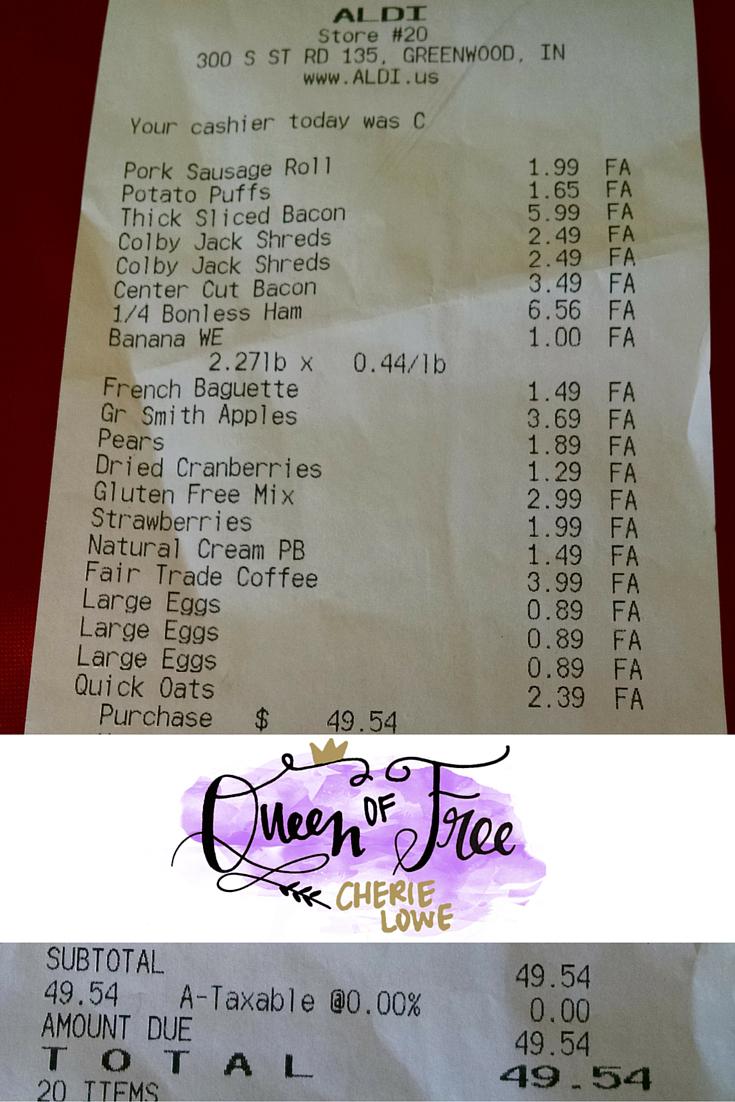 ALDI
Store #20
300 S ST RD 135, GREENWOOD, IN
www.ALDI.us
Your cashier today was C
Pork Sausage Roll 1.99 FA
Potato Puffs 1.65 FA
Thick Sliced Bacon 5.99 FA
Colby Jack Shreds 2.49 FA
Colby Jack Shreds 2.49 FA
Center Cut Bacon 3.49 FA
1/4 Bonless Ham 6.56 FA
Banana WE 1.00 FA
2.27lb x 0.44/lb
French Baguette 1.49 FA
Gr Smith Apples 3.69 FA
Pears 1.89 FA
Dried Cranberries 1.29 FA
Gluten Free Mix 2.99 FA
Strawberries 1.99 FA
Natural Cream PB 1.49 FA
Fair Trade Coffee 3.99 FA
Large Eggs 0.89 FA
Large Eggs 0.89 FA
Large Eggs 0.89 FA
Quick Oats 2.39 FA
Purchase $ 49.54
Queen OF Free
CHERIE
LOWE
SUBTOTAL 49.54
49.54 A-Taxable @0.00% 0.00
AMOUNT DUE 49.54
TOTAL 49.54
20 ITEMS